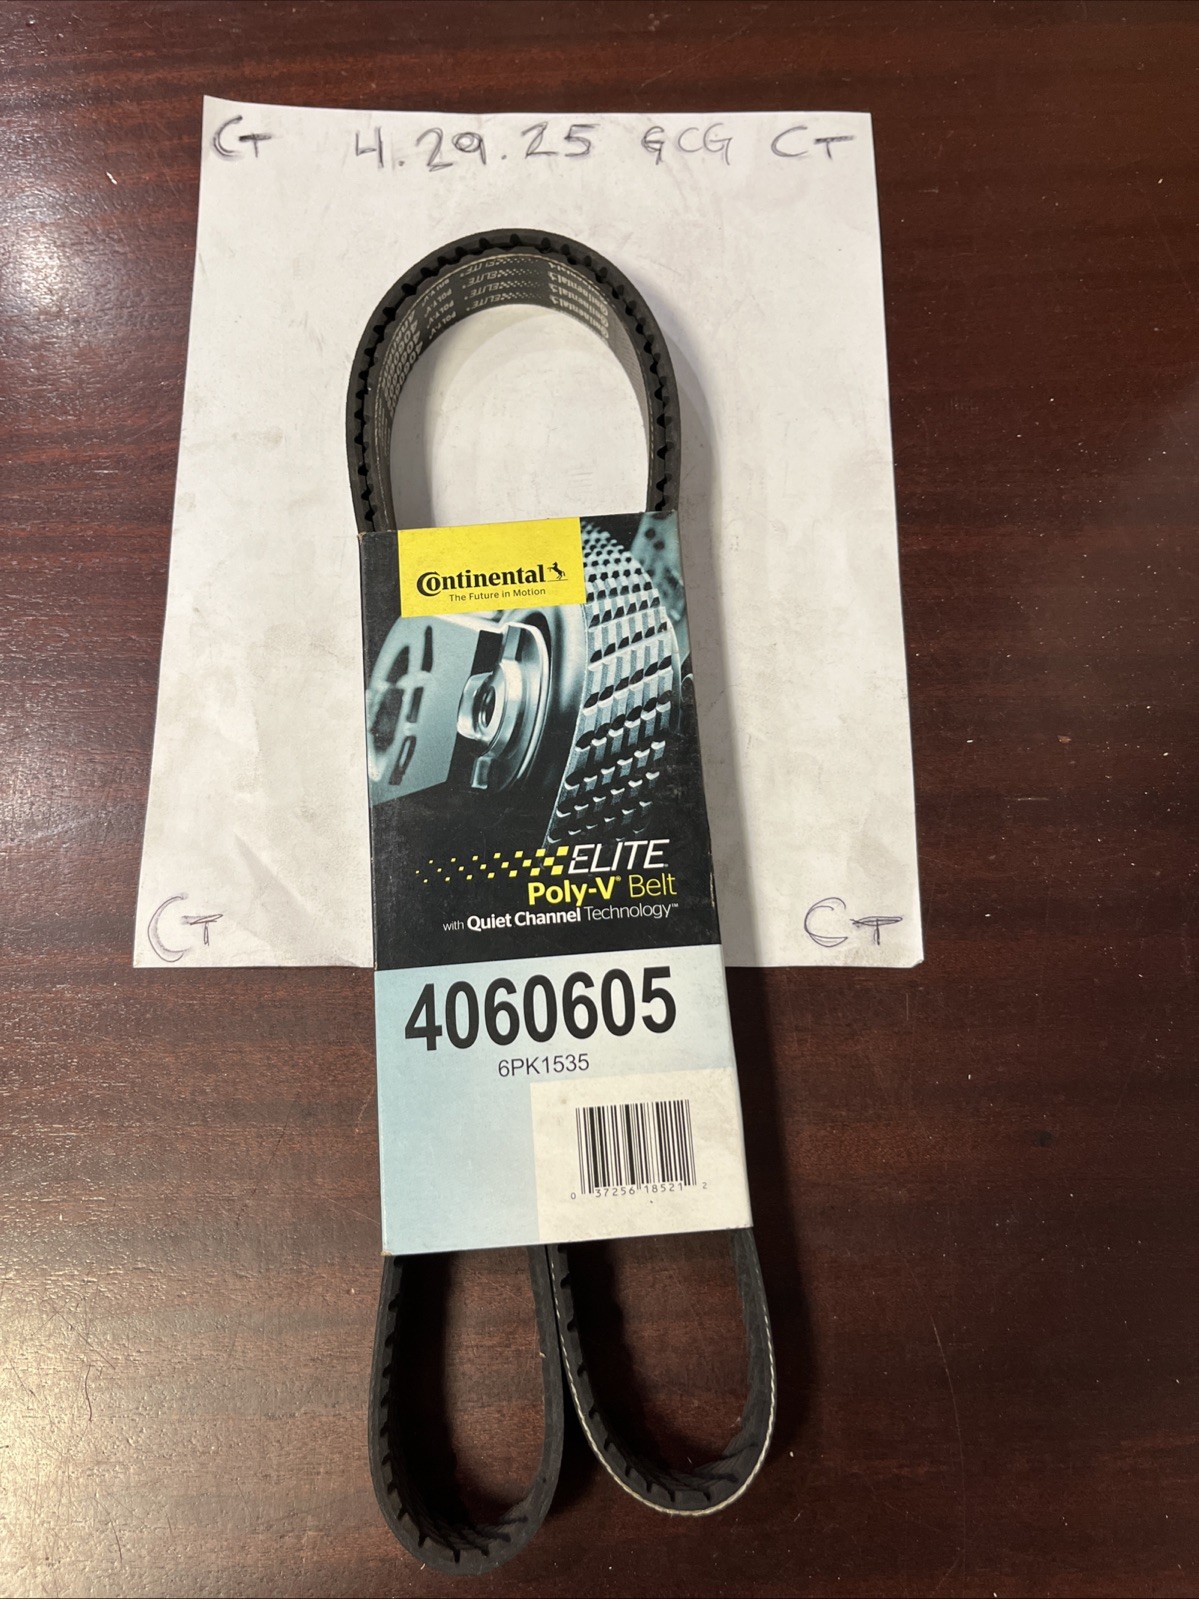 CT 4.29.25 GCG CT
Continental
The Future in Motion
ELITE
Poly-V® Belt
with Quiet Channel Technology™
CT CT
4060605
6PK1535
0 37256 18521 2